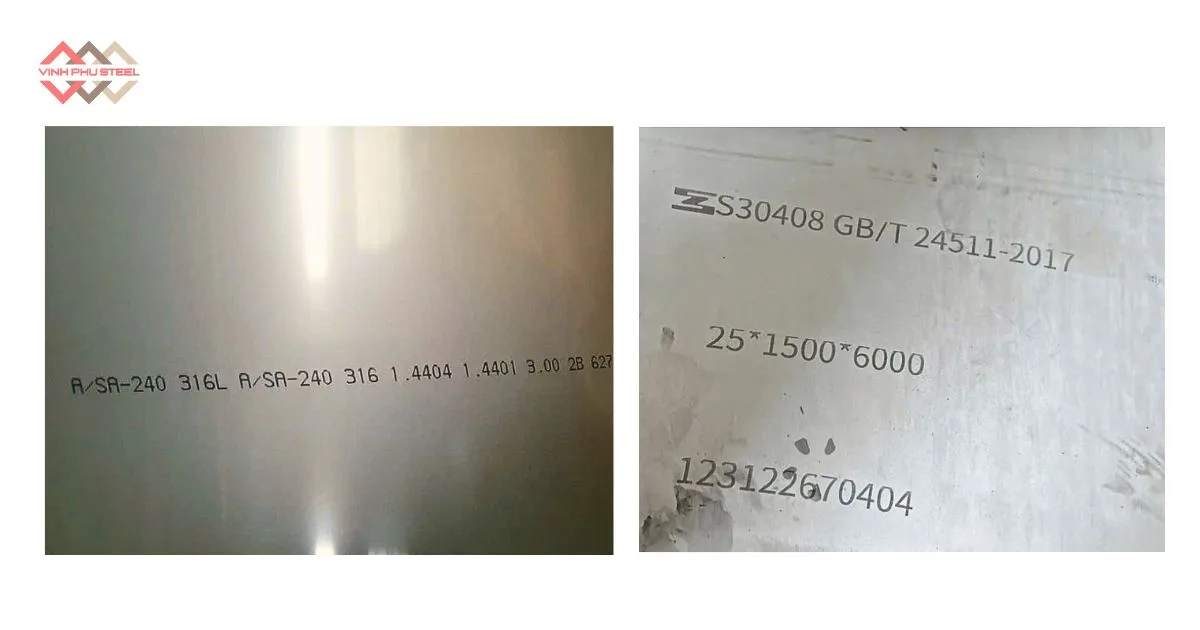 VINH PHU STEEL
A/SA-240 316L A/SA-240 316 1.4404 1.4401 3.00 2B 627
S30408 GB/T 24511-2017
25*1500*6000
123122670404